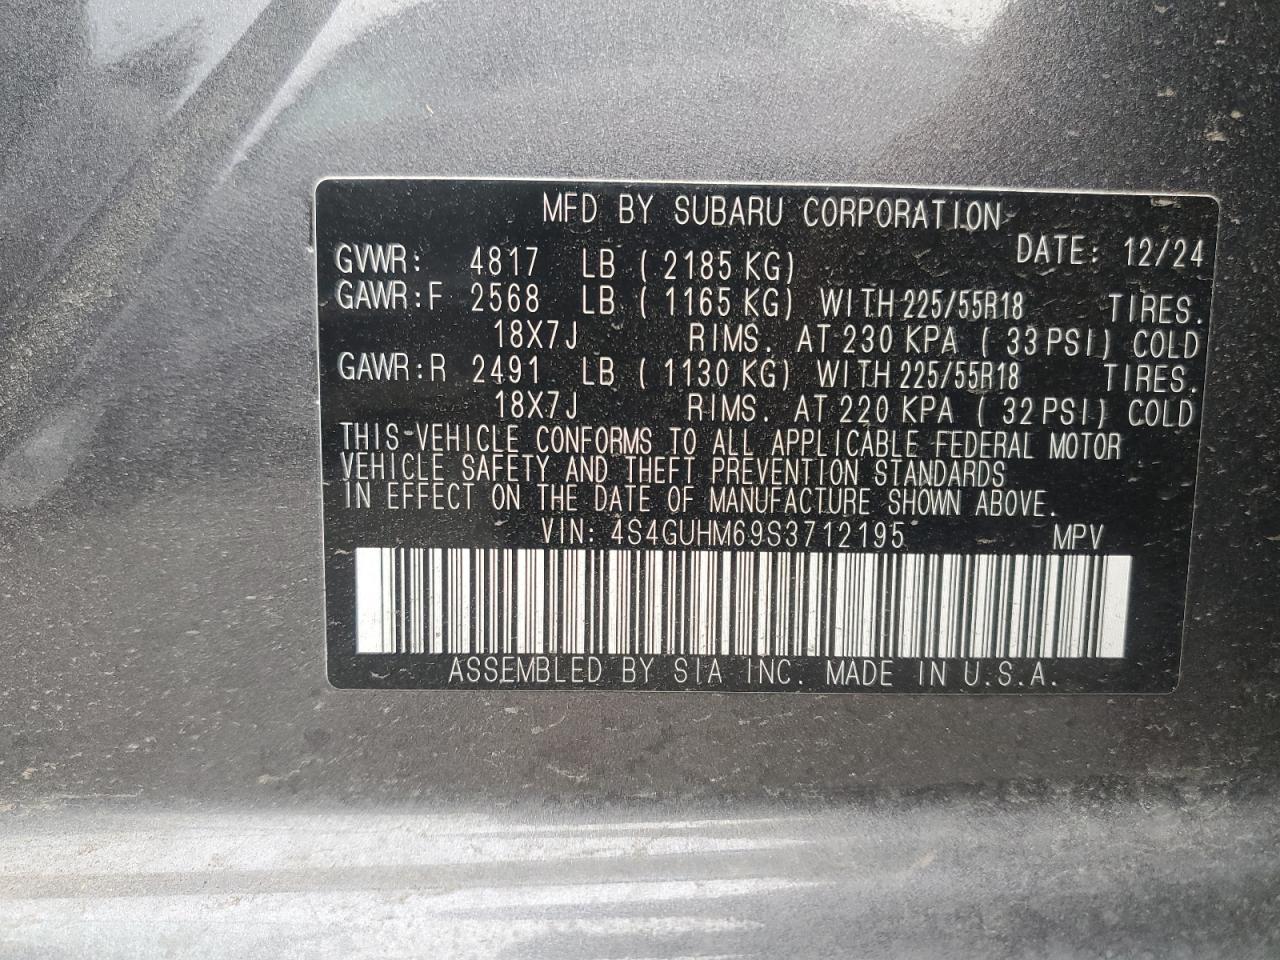 MFD BY SUBARU CORPORATION
DATE: 12/24
GVWR: 4817 LB ( 2185 KG)
GAWR:F 2568 LB ( 1165 KG) WITH 225/55R18 TIRES.
18X7J RIMS. AT 230 KPA ( 33 PSI) COLD
GAWR:R 2491 LB ( 1130 KG) WITH 225/55R18 TIRES.
18X7J RIMS. AT 220 KPA ( 32 PSI) COLD
THIS VEHICLE CONFORMS TO ALL APPLICABLE FEDERAL MOTOR
VEHICLE SAFETY AND THEFT PREVENTION STANDARDS
IN EFFECT ON THE DATE OF MANUFACTURE SHOWN ABOVE.
VIN: 4S4GUHM69S3712195 MPV
ASSEMBLED BY SIA INC. MADE IN U.S.A.